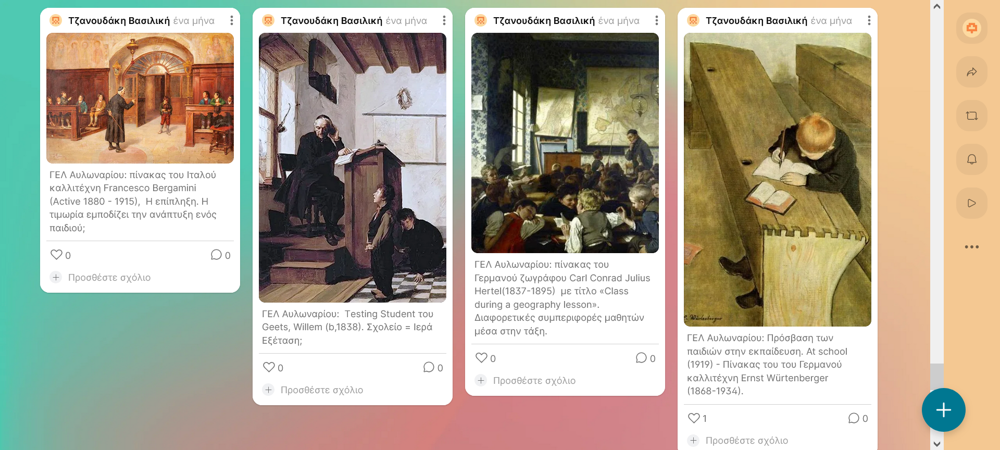 Τζανουδάκη Βασιλική ένα μήνα
ΓΕΛ Αυλωναρίου: πίνακας του Ιταλού
καλλιτέχνη Francesco Bergamini
(Active 1880 - 1915),  Η επίπληξη. Η
τιμωρία εμποδίζει την ανάπτυξη ενός
παιδιού;
0 0
Προσθέστε σχόλιο
Τζανουδάκη Βασιλική ένα μήνα
ΓΕΛ Αυλωναρίου:  Testing Student του
Geets, Willem (b,1838). Σχολείο = Ιερά
Εξέταση;
0 0
Προσθέστε σχόλιο
Τζανουδάκη Βασιλική ένα μήνα
ΓΕΛ Αυλωναρίου: πίνακας του
Γερμανού ζωγράφου Carl Conrad Julius
Hertel(1837-1895)  με τίτλο «Class
during a geography lesson».
Διαφορετικές συμπεριφορές μαθητών
μέσα στην τάξη.
0 0
Προσθέστε σχόλιο
Τζανουδάκη Βασιλική ένα μήνα
E. Würtenberger
ΓΕΛ Αυλωναρίου: Πρόσβαση των
παιδιών στην εκπαίδευση. At school
(1919) - Πίνακας του του Γερμανού
καλλιτέχνη Ernst Würtenberger
(1868-1934).
1 0
Προσθέστε σχόλιο